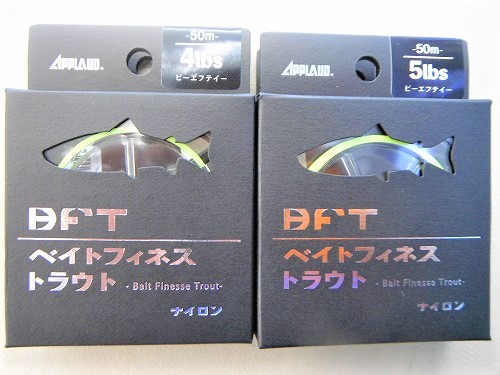 APPLAUD.
-50m-
4lbs
ビーエフティー
BFT
ベイトフィネス
トラウト -Bait Finesse Trout-
ナイロン
APPLAUD.
-50m-
5lbs
ビーエフティー
BFT
ベイトフィネス
トラウト -Bait Finesse Trout-
ナイロン